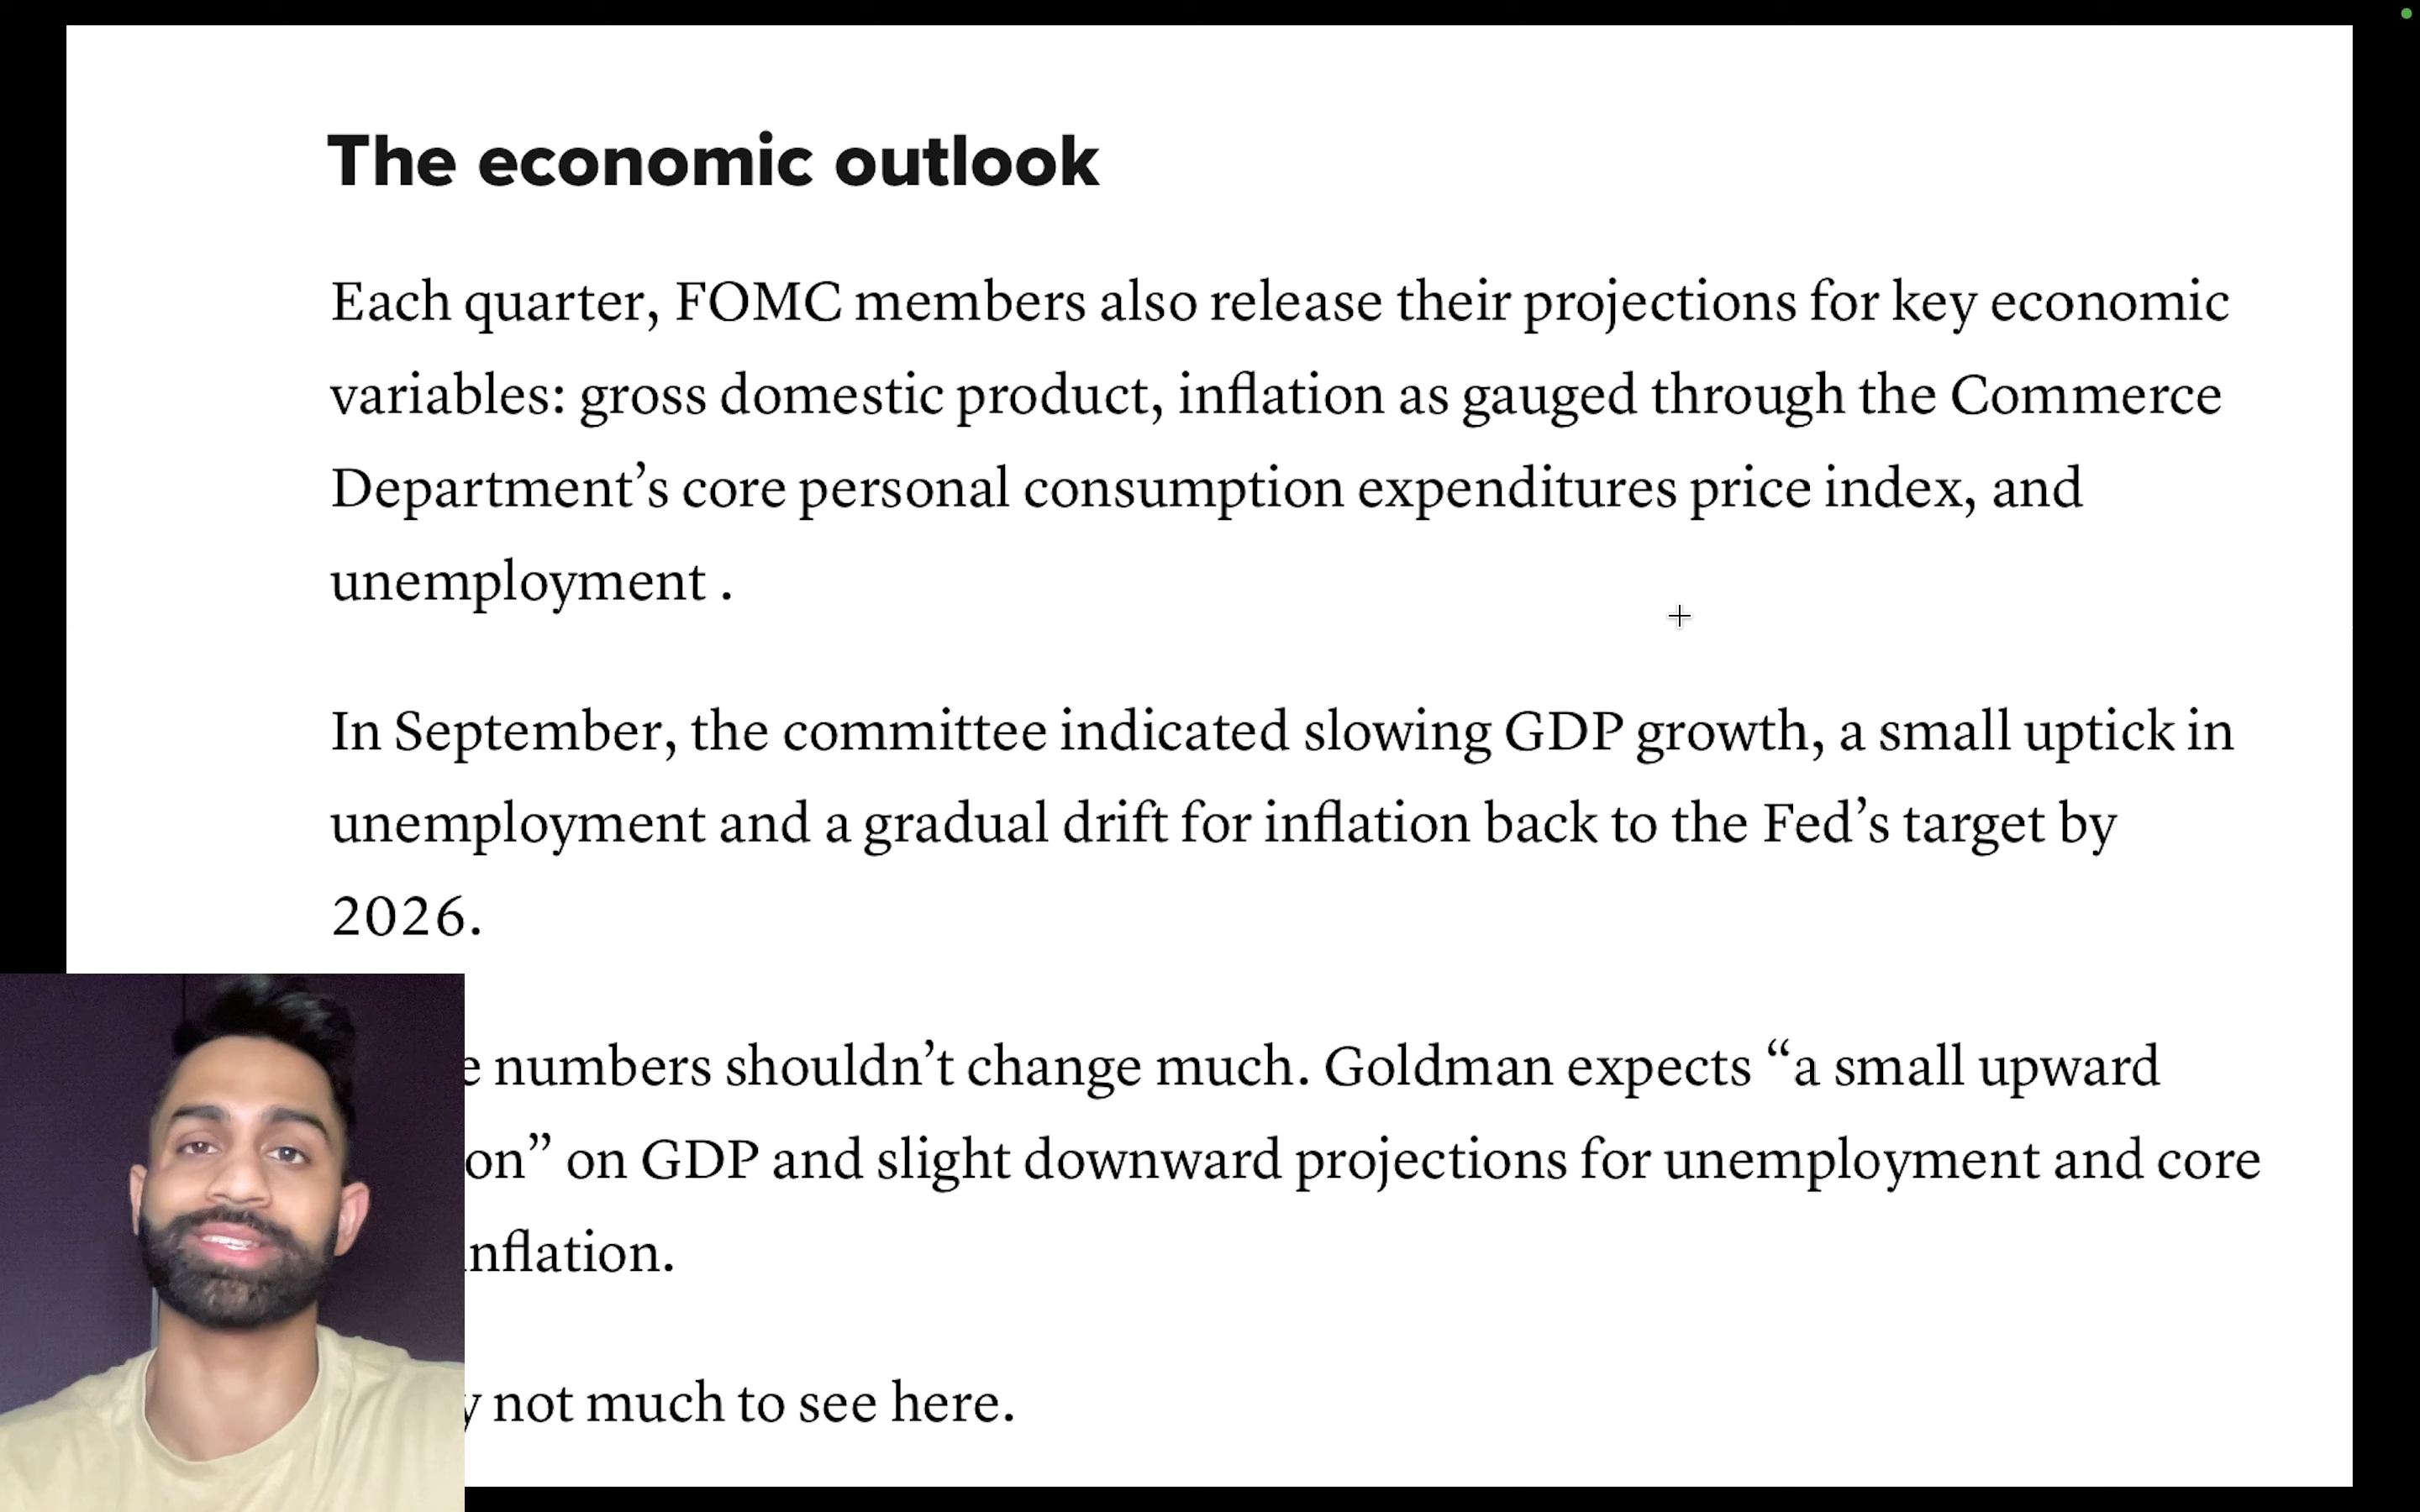 The economic outlook
Each quarter, FOMC members also release their projections for key economic
variables: gross domestic product, inflation as gauged through the Commerce
Department’s core personal consumption expenditures price index, and
unemployment .
In September, the committee indicated slowing GDP growth, a small uptick in
unemployment and a gradual drift for inflation back to the Fed’s target by
2026.
numbers shouldn’t change much. Goldman expects “a small upward
on GDP and slight downward projections for unemployment and core
inflation.
not much to see here.